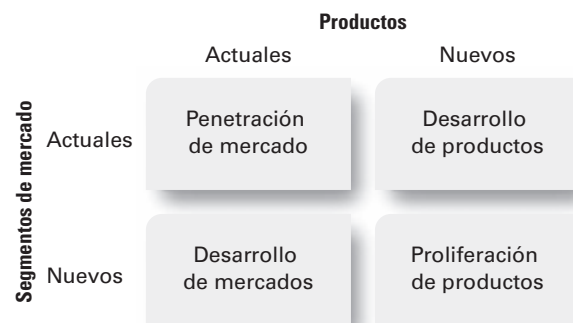 Productos
Actuales Nuevos
Segmentos de mercado
Actuales
Penetración
de mercado
Desarrollo
de productos
Nuevos
Desarrollo
de mercados
Proliferación
de productos